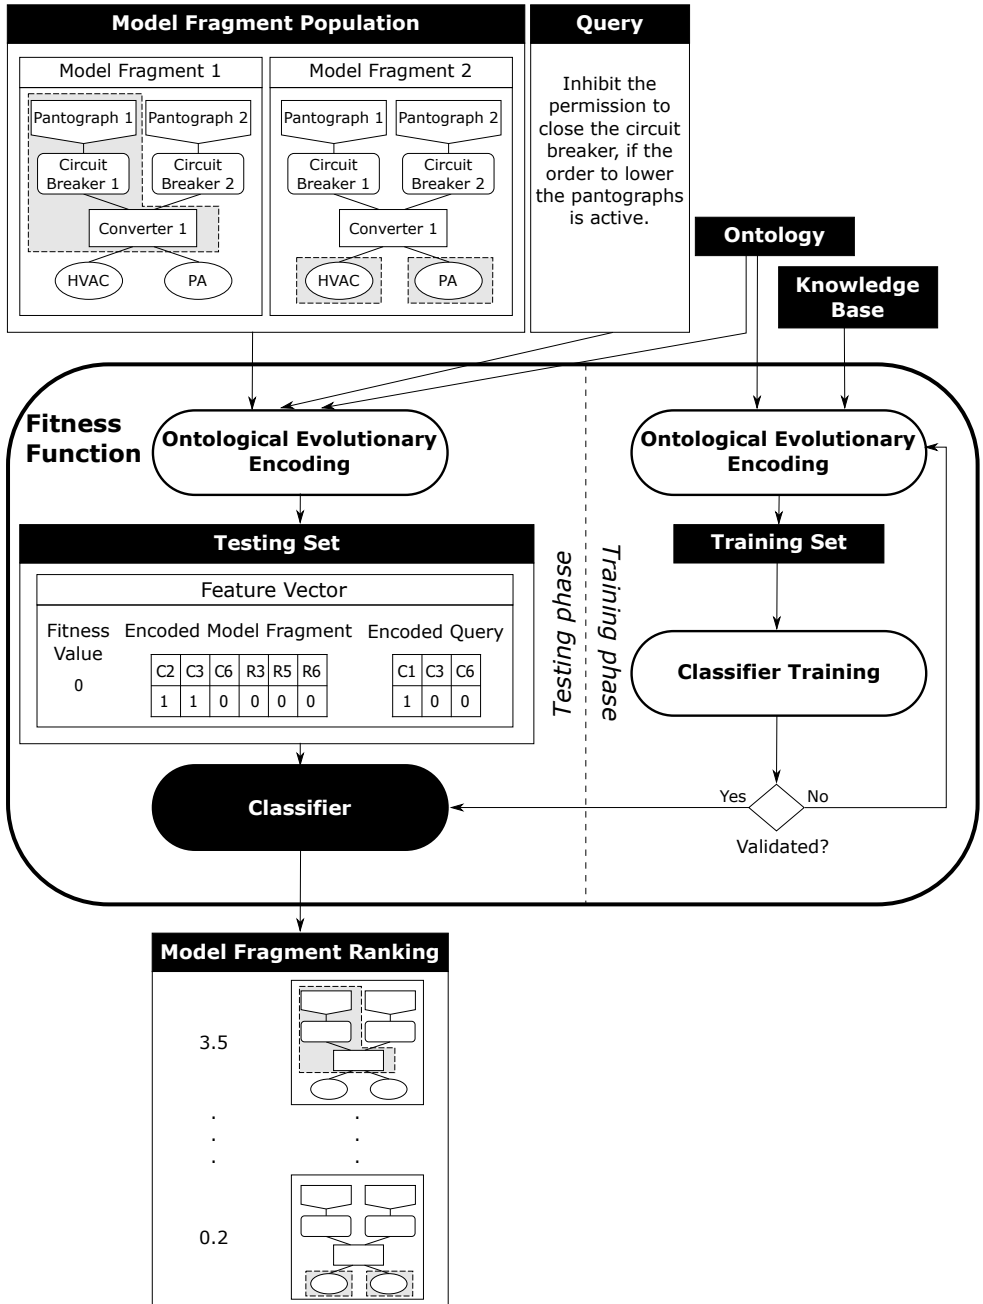 Model Fragment Population
Query
Model Fragment 1
Model Fragment 2
Pantograph 1
Pantograph 2
Circuit
Breaker 1
Circuit
Breaker 2
Converter 1
HVAC
PA
Pantograph 1
Pantograph 2
Circuit
Breaker 1
Circuit
Breaker 2
Converter 1
HVAC
PA
Inhibit the
permission to
close the circuit
breaker, if the
order to lower
the pantographs
is active.
Ontology
Knowledge
Base
Fitness
Function
Ontological Evolutionary
Encoding
Ontological Evolutionary
Encoding
Testing Set
Feature Vector
Fitness
Value
0
Encoded Model Fragment
C2 C3 C6 R3 R5 R6
1 1 0 0 0 0
Encoded Query
C1 C3 C6
1 0 0
Testing phase
Training phase
Training Set
Classifier Training
Classifier
Yes
No
Validated?
Model Fragment Ranking
3.5
.
.
.
.
.
.
0.2